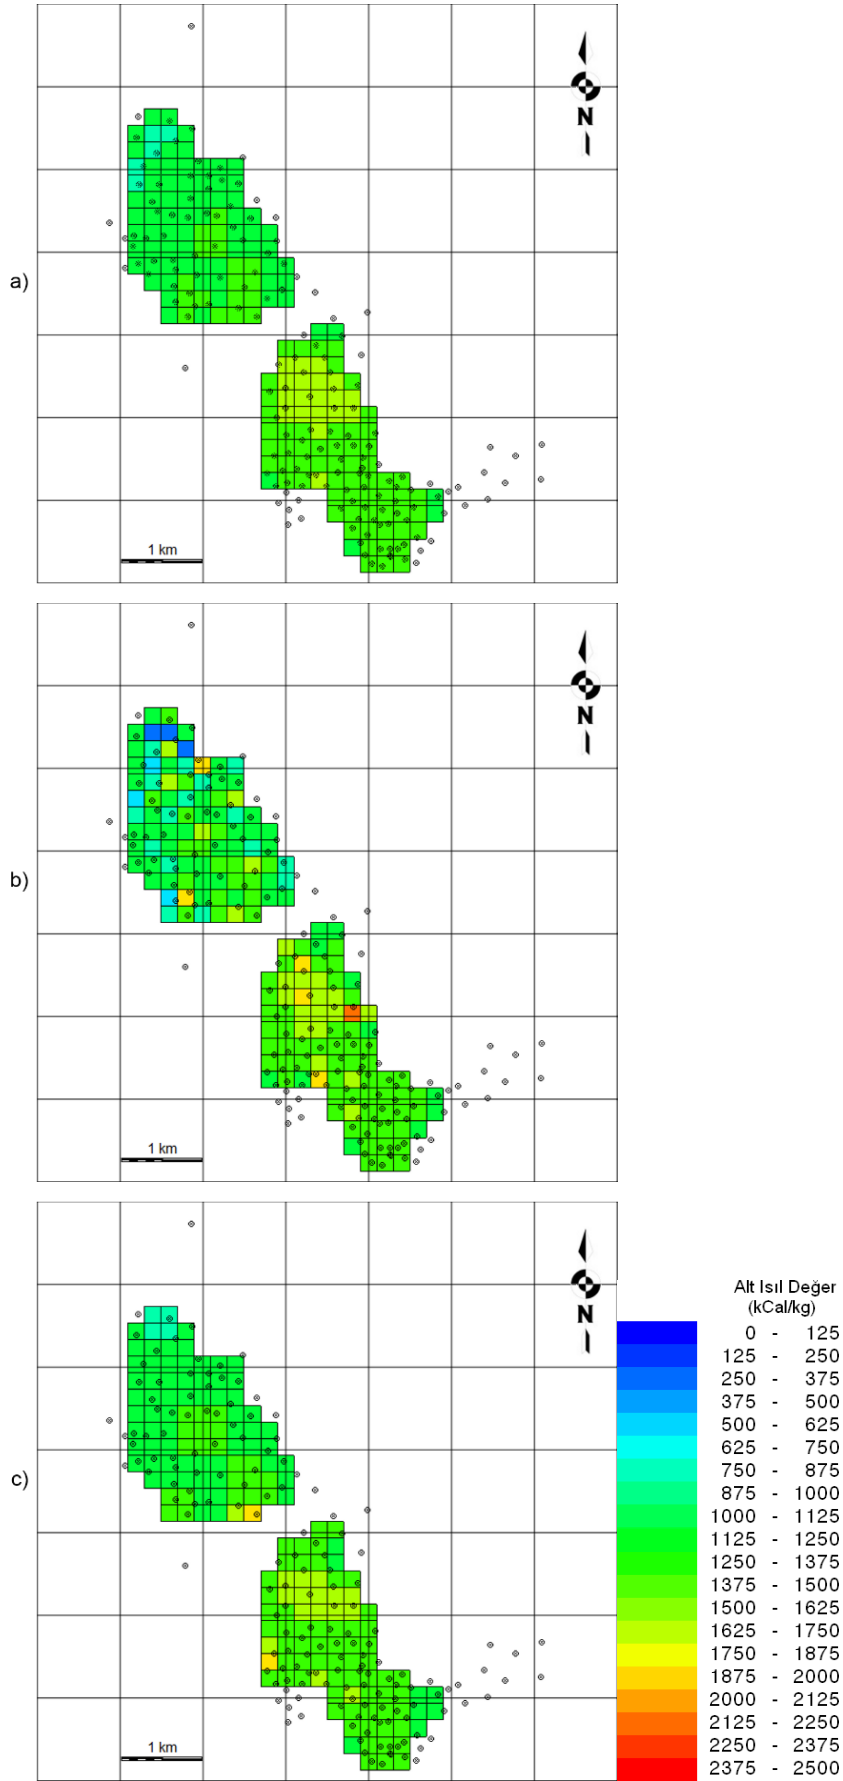 N
a)
1 km
N
b)
1 km
N
c)
1 km
Alt Isıl Değer
(kCal/kg)
0 - 125
125 - 250
250 - 375
375 - 500
500 - 625
625 - 750
750 - 875
875 - 1000
1000 - 1125
1125 - 1250
1250 - 1375
1375 - 1500
1500 - 1625
1625 - 1750
1750 - 1875
1875 - 2000
2000 - 2125
2125 - 2250
2250 - 2375
2375 - 2500